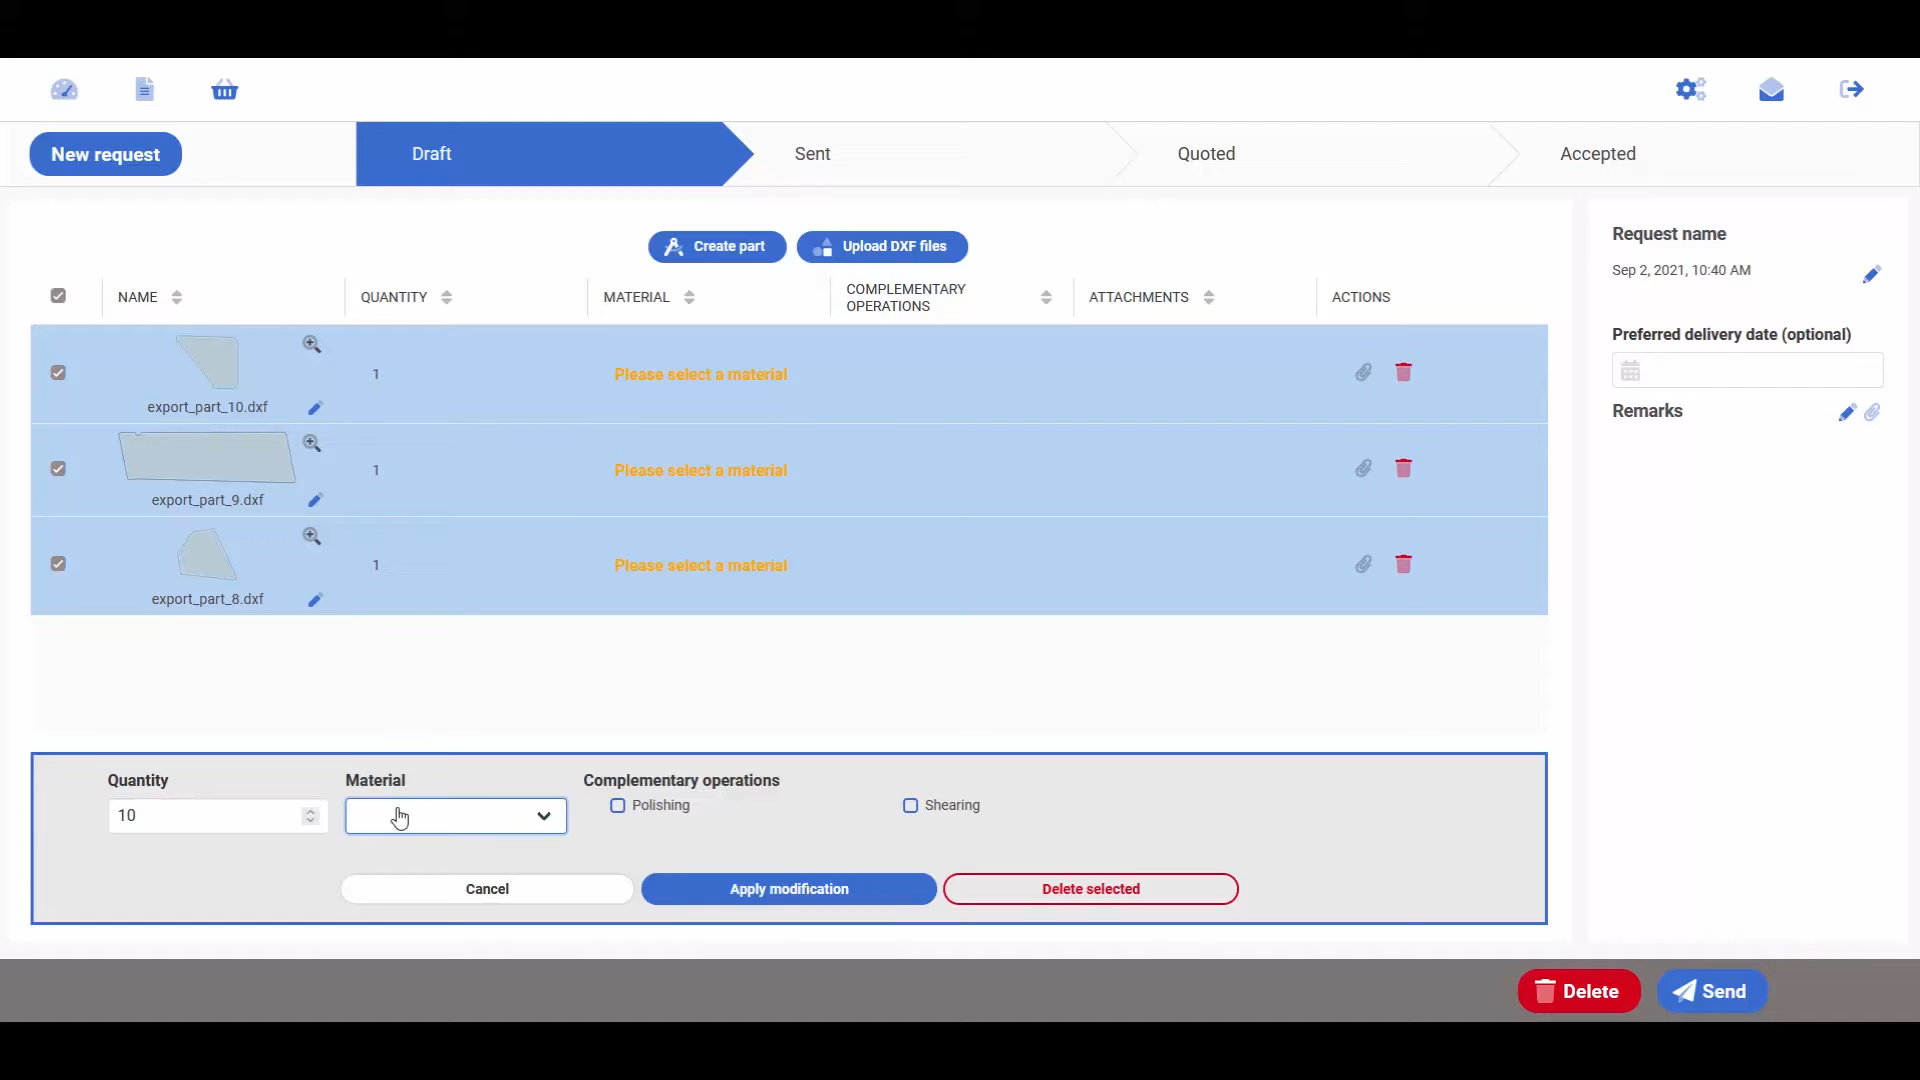 New request
Draft
Sent
Quoted
Accepted
Create part
Upload DXF files
NAME
QUANTITY
MATERIAL
COMPLEMENTARY
OPERATIONS
ATTACHMENTS
ACTIONS
1
Please select a material
export_part_10.dxf
1
Please select a material
export_part_9.dxf
1
Please select a material
export_part_8.dxf
Request name
Sep 2, 2021, 10:40 AM
Preferred delivery date (optional)
Remarks
Quantity
Material
Complementary operations
10
Polishing
Shearing
Cancel
Apply modification
Delete selected
Delete
Send